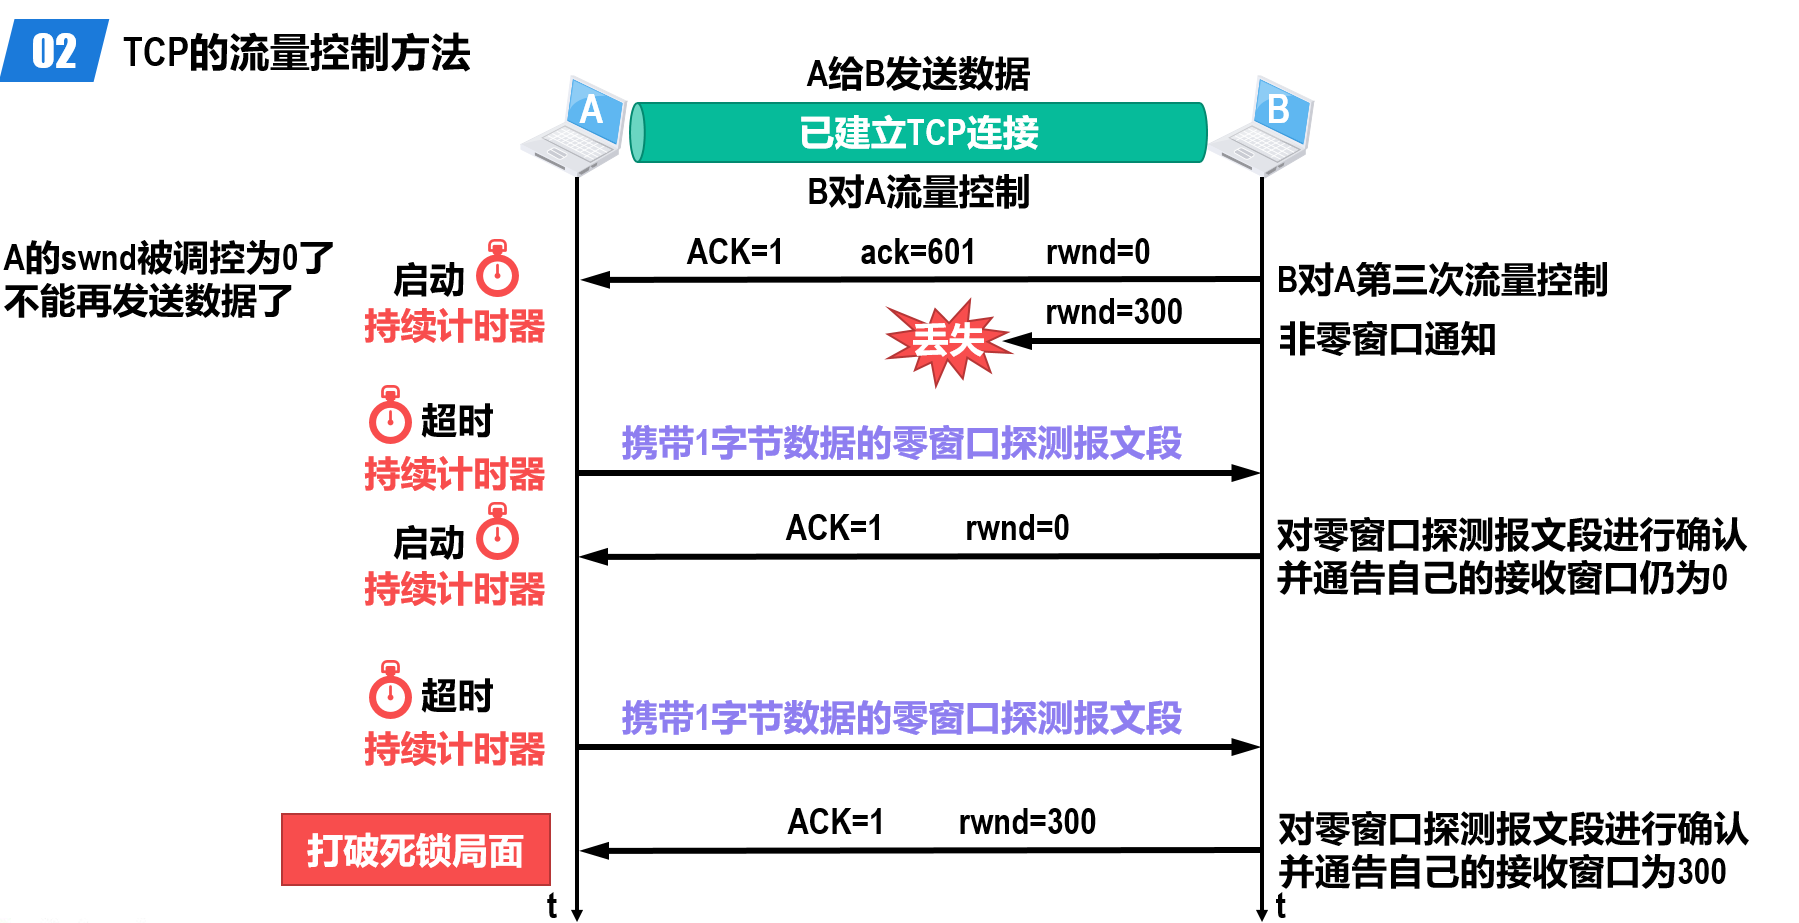 02 TCP的流量控制方法
A给B发送数据
A
已建立TCP连接
B
B对A流量控制
A的swnd被调控为0了
不能再发送数据了
启动
持续计时器
ACK=1 ack=601 rwnd=0
B对A第三次流量控制
丢失
rwnd=300
非零窗口通知
超时
持续计时器
携带1字节数据的零窗口探测报文段
启动
持续计时器
ACK=1 rwnd=0
对零窗口探测报文段进行确认
并通告自己的接收窗口仍为0
超时
持续计时器
携带1字节数据的零窗口探测报文段
打破死锁局面
ACK=1 rwnd=300
对零窗口探测报文段进行确认
并通告自己的接收窗口为300
t
t